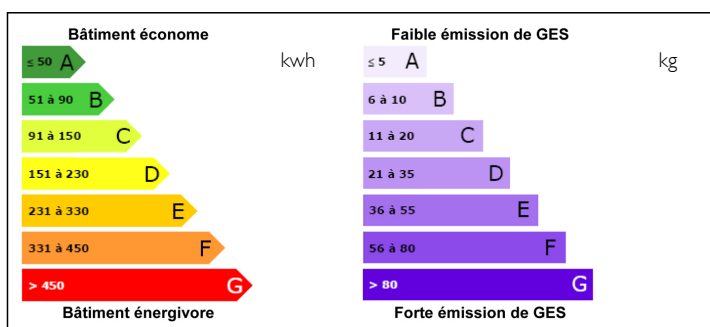 Bâtiment économe
kwh
≤ 50 A
51 à 90 B
91 à 150 C
151 à 230 D
231 à 330 E
331 à 450 F
> 450 G
Bâtiment énergivore
Faible émission de GES
kg
≤ 5 A
6 à 10 B
11 à 20 C
21 à 35 D
36 à 55 E
56 à 80 F
> 80 G
Forte émission de GES